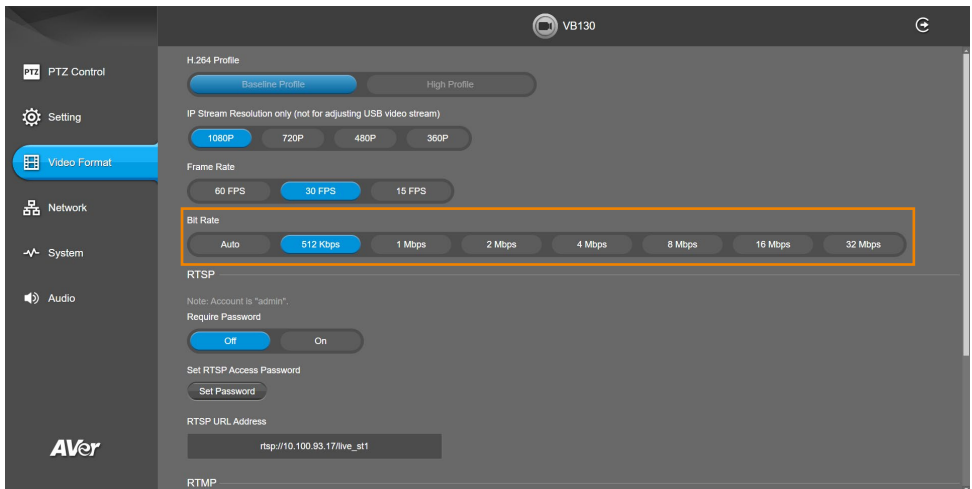 VB130
PTZ PTZ Control
Setting
Video Format
Network
System
Audio
AVer
H.264 Profile
Baseline Profile High Profile
IP Stream Resolution only (not for adjusting USB video stream)
1080P 720P 480P 360P
Frame Rate
60 FPS 30 FPS 15 FPS
Bit Rate
Auto 512 Kbps 1 Mbps 2 Mbps 4 Mbps 8 Mbps 16 Mbps 32 Mbps
RTSP
Note: Account is "admin".
Require Password
Off On
Set RTSP Access Password
Set Password
RTSP URL Address
rtsp://10.100.93.17/live_st1
RTMP